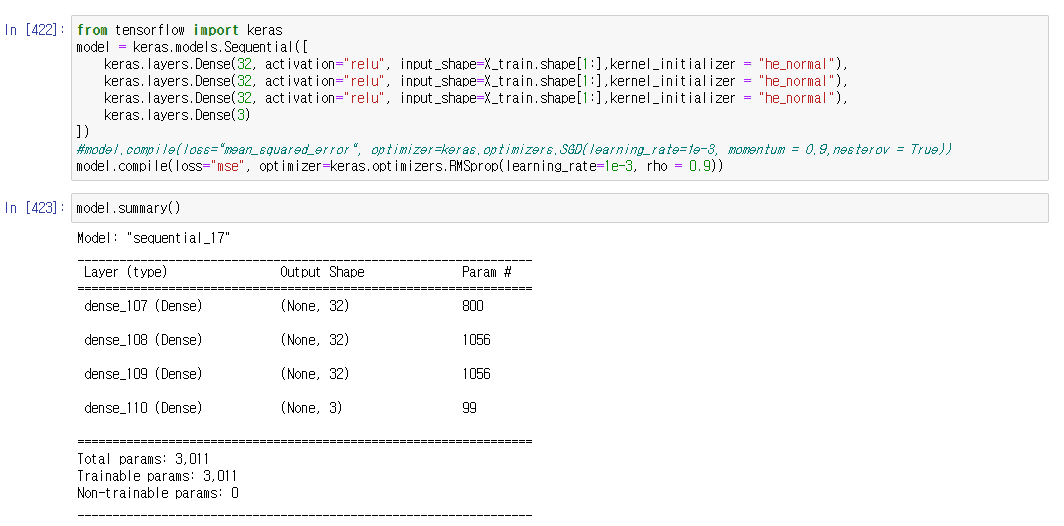 In [422]: from tensorflow import keras
model = keras.models.Sequential([
    keras.layers.Dense(32, activation="relu", input_shape=X_train.shape[1:],kernel_initializer = "he_normal"),
    keras.layers.Dense(32, activation="relu", input_shape=X_train.shape[1:],kernel_initializer = "he_normal"),
    keras.layers.Dense(32, activation="relu", input_shape=X_train.shape[1:],kernel_initializer = "he_normal"),
    keras.layers.Dense(3)
])
#model.compile(loss="mean_squared_error", optimizer=keras.optimizers.SGD(learning_rate=1e-3, momentum = 0.9,nesterov = True))
model.compile(loss="mse", optimizer=keras.optimizers.RMSprop(learning_rate=1e-3, rho = 0.9))
In [423]: model.summary()
Model: "sequential_17"
_________________________________________________________________
Layer (type)                 Output Shape              Param #
=================================================================
dense_107 (Dense)            (None, 32)                800
dense_108 (Dense)            (None, 32)                1056
dense_109 (Dense)            (None, 32)                1056
dense_110 (Dense)            (None, 3)                 99
=================================================================
Total params: 3,011
Trainable params: 3,011
Non-trainable params: 0
_________________________________________________________________